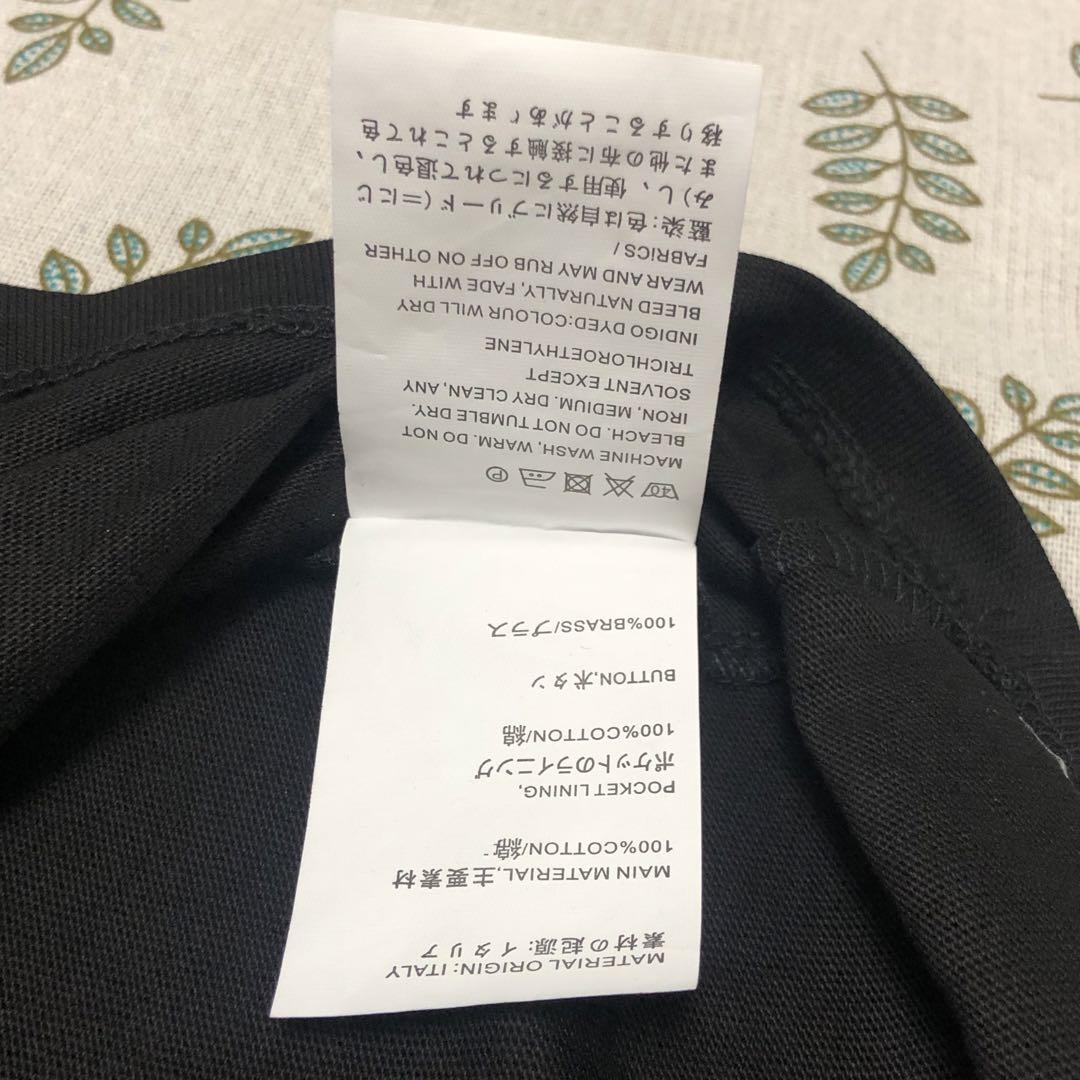 MATERIAL ORIGIN: ITALY
素材の起源:イタリア
MAIN MATERIAL,主要素材
100%COTTON/綿
POCKET LINING,
ポケットのライニング
100%COTTON/綿
BUTTON,ボタン
100%BRASS/ブラス
40 P
MACHINE WASH, WARM. DO NOT
BLEACH. DO NOT TUMBLE DRY.
IRON, MEDIUM. DRY CLEAN, ANY
SOLVENT EXCEPT
TRICHLOROETHYLENE
INDIGO DYED:COLOUR WILL DRY
BLEED NATURALLY, FADE WITH
WEAR AND MAY RUB OFF ON OTHER
FABRICS /
藍染:色は自然にブリード(=にじ
み)し、使用するにつれて退色し、
また他の布に接触するとこれて色
移りすることがあります